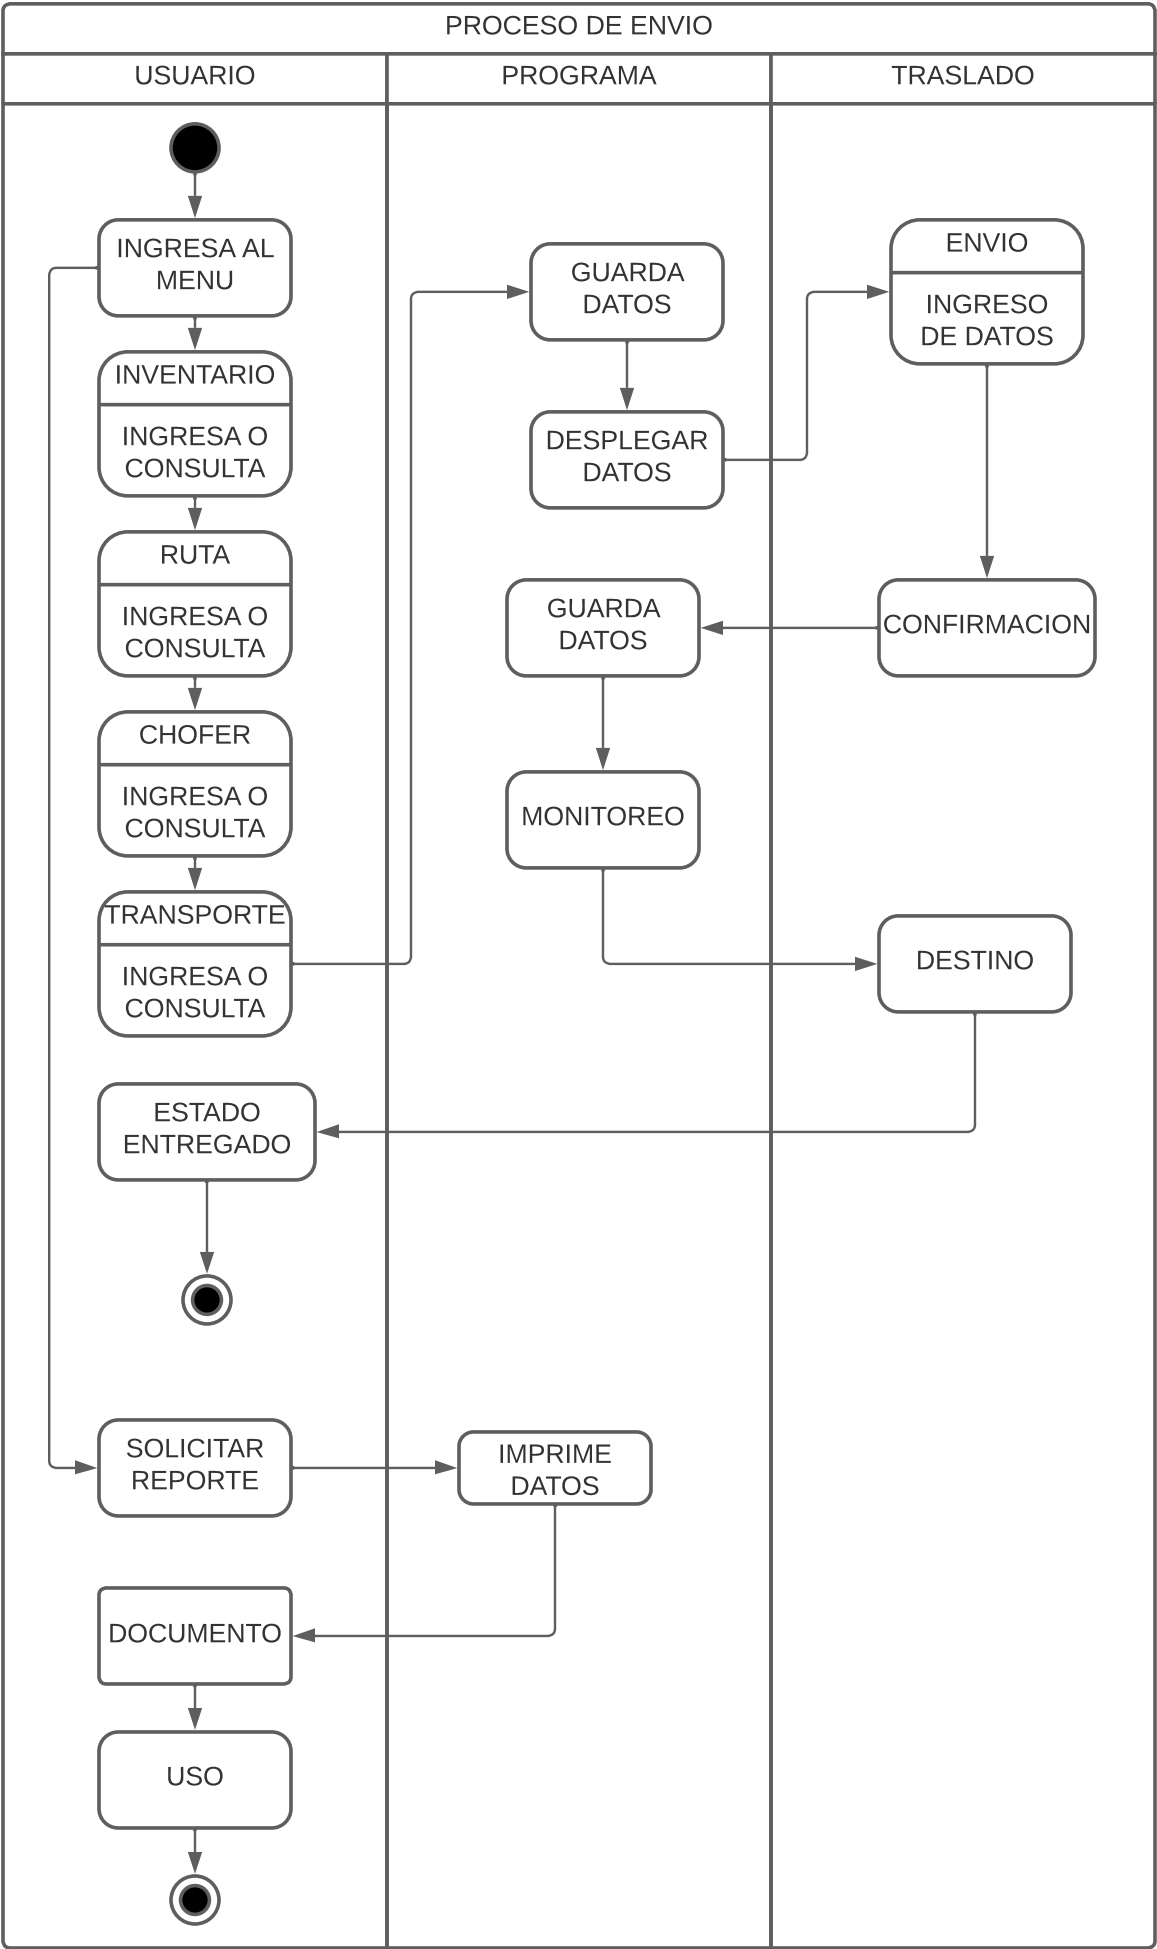 PROCESO DE ENVIO
USUARIO
PROGRAMA
TRASLADO
INGRESA AL
MENU
INVENTARIO
INGRESA O
CONSULTA
RUTA
INGRESA O
CONSULTA
CHOFER
INGRESA O
CONSULTA
TRANSPORTE
INGRESA O
CONSULTA
GUARDA
DATOS
DESPLEGAR
DATOS
ENVIO
INGRESO
DE DATOS
CONFIRMACION
GUARDA
DATOS
MONITOREO
DESTINO
ESTADO
ENTREGADO
SOLICITAR
REPORTE
IMPRIME
DATOS
DOCUMENTO
USO